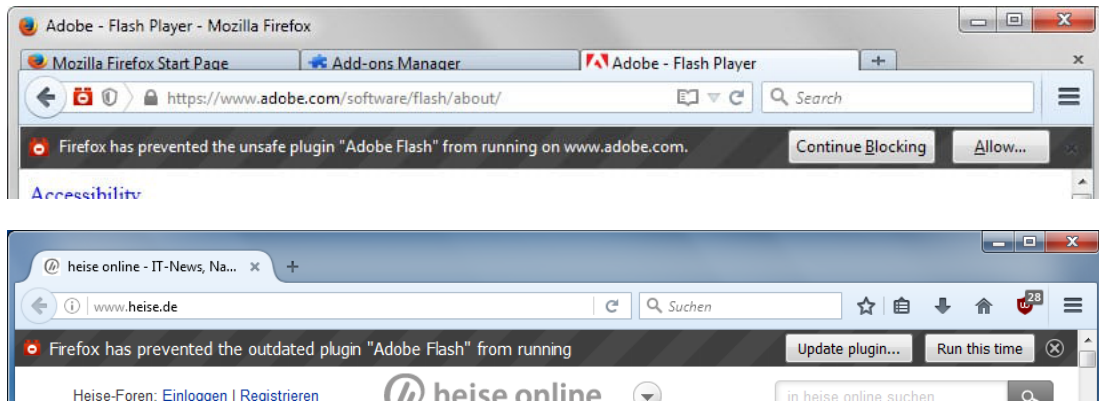 Adobe - Flash Player - Mozilla Firefox
Mozilla Firefox Start Page Add-ons Manager Adobe - Flash Player
https://www.adobe.com/software/flash/about/ Search
Firefox has prevented the unsafe plugin "Adobe Flash" from running on www.adobe.com. Continue Blocking Allow...
Accessibility
heise online - IT-News, Na...
www.heise.de Suchen 28
Firefox has prevented the outdated plugin "Adobe Flash" from running Update plugin... Run this time
Heise-Foren: Einloggen | Registrieren heise online in heise online suchen